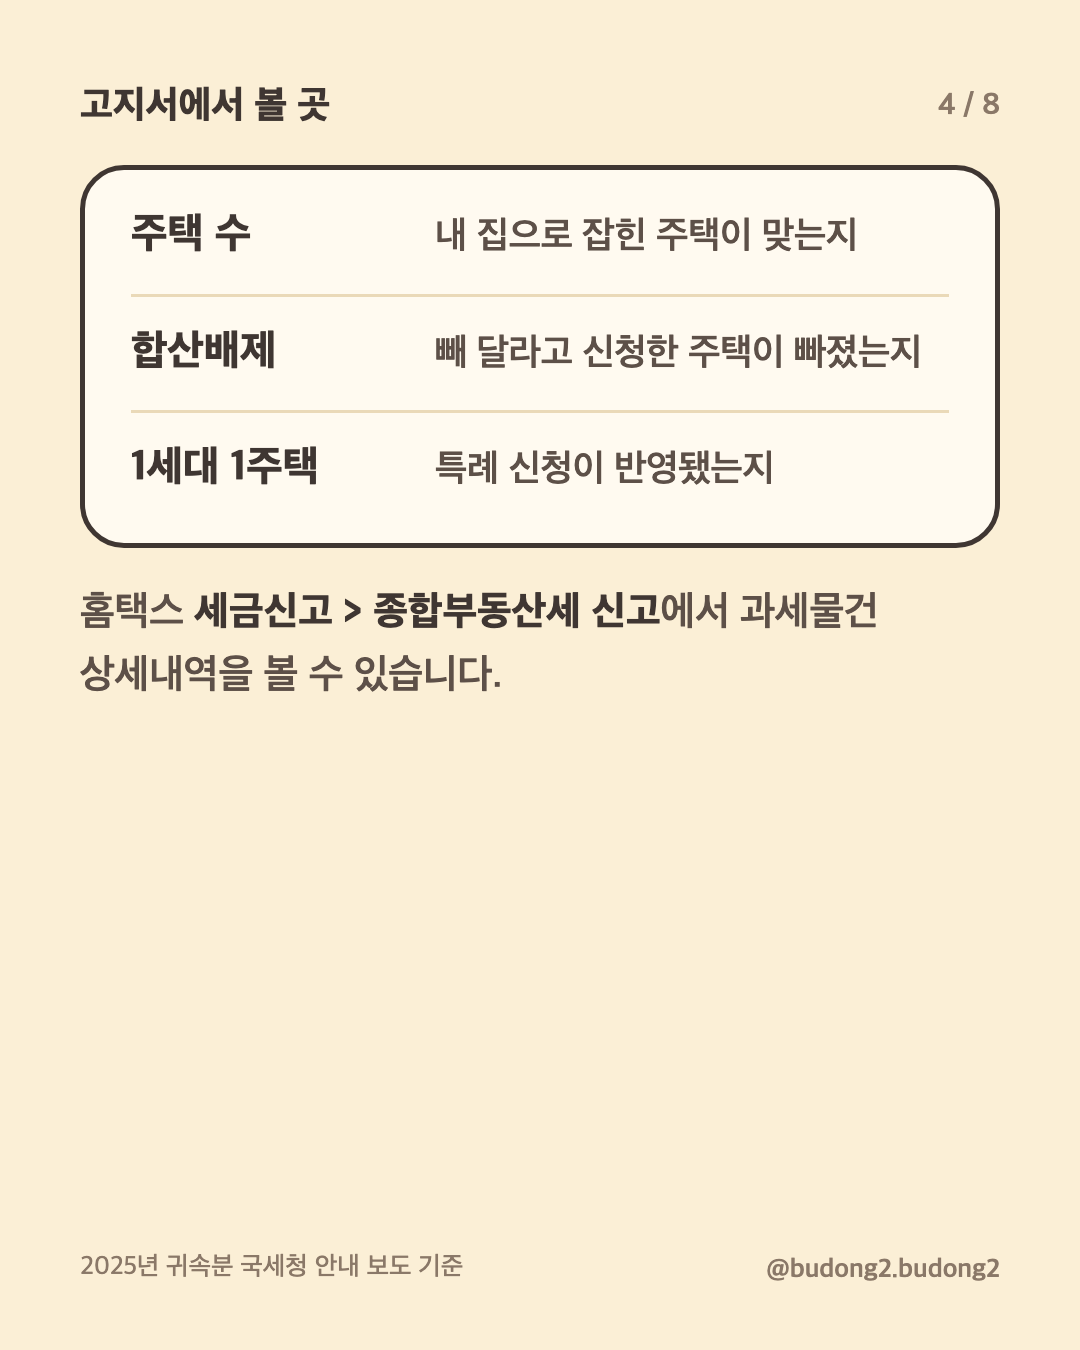 고지서에서 볼 곳
4 / 8
주택 수
내 집으로 잡힌 주택이 맞는지
합산배제
빼 달라고 신청한 주택이 빠졌는지
1세대 1주택
특례 신청이 반영됐는지
홈택스 세금신고 > 종합부동산세 신고에서 과세물건
상세내역을 볼 수 있습니다.
2025년 귀속분 국세청 안내 보도 기준
@budong2.budong2